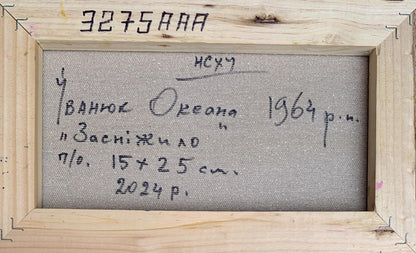 3275AAA
НСХУ
Іванюк Оксана 1964 р.н.
"Засніжило"
п/о. 15×25 см.
2024 р.